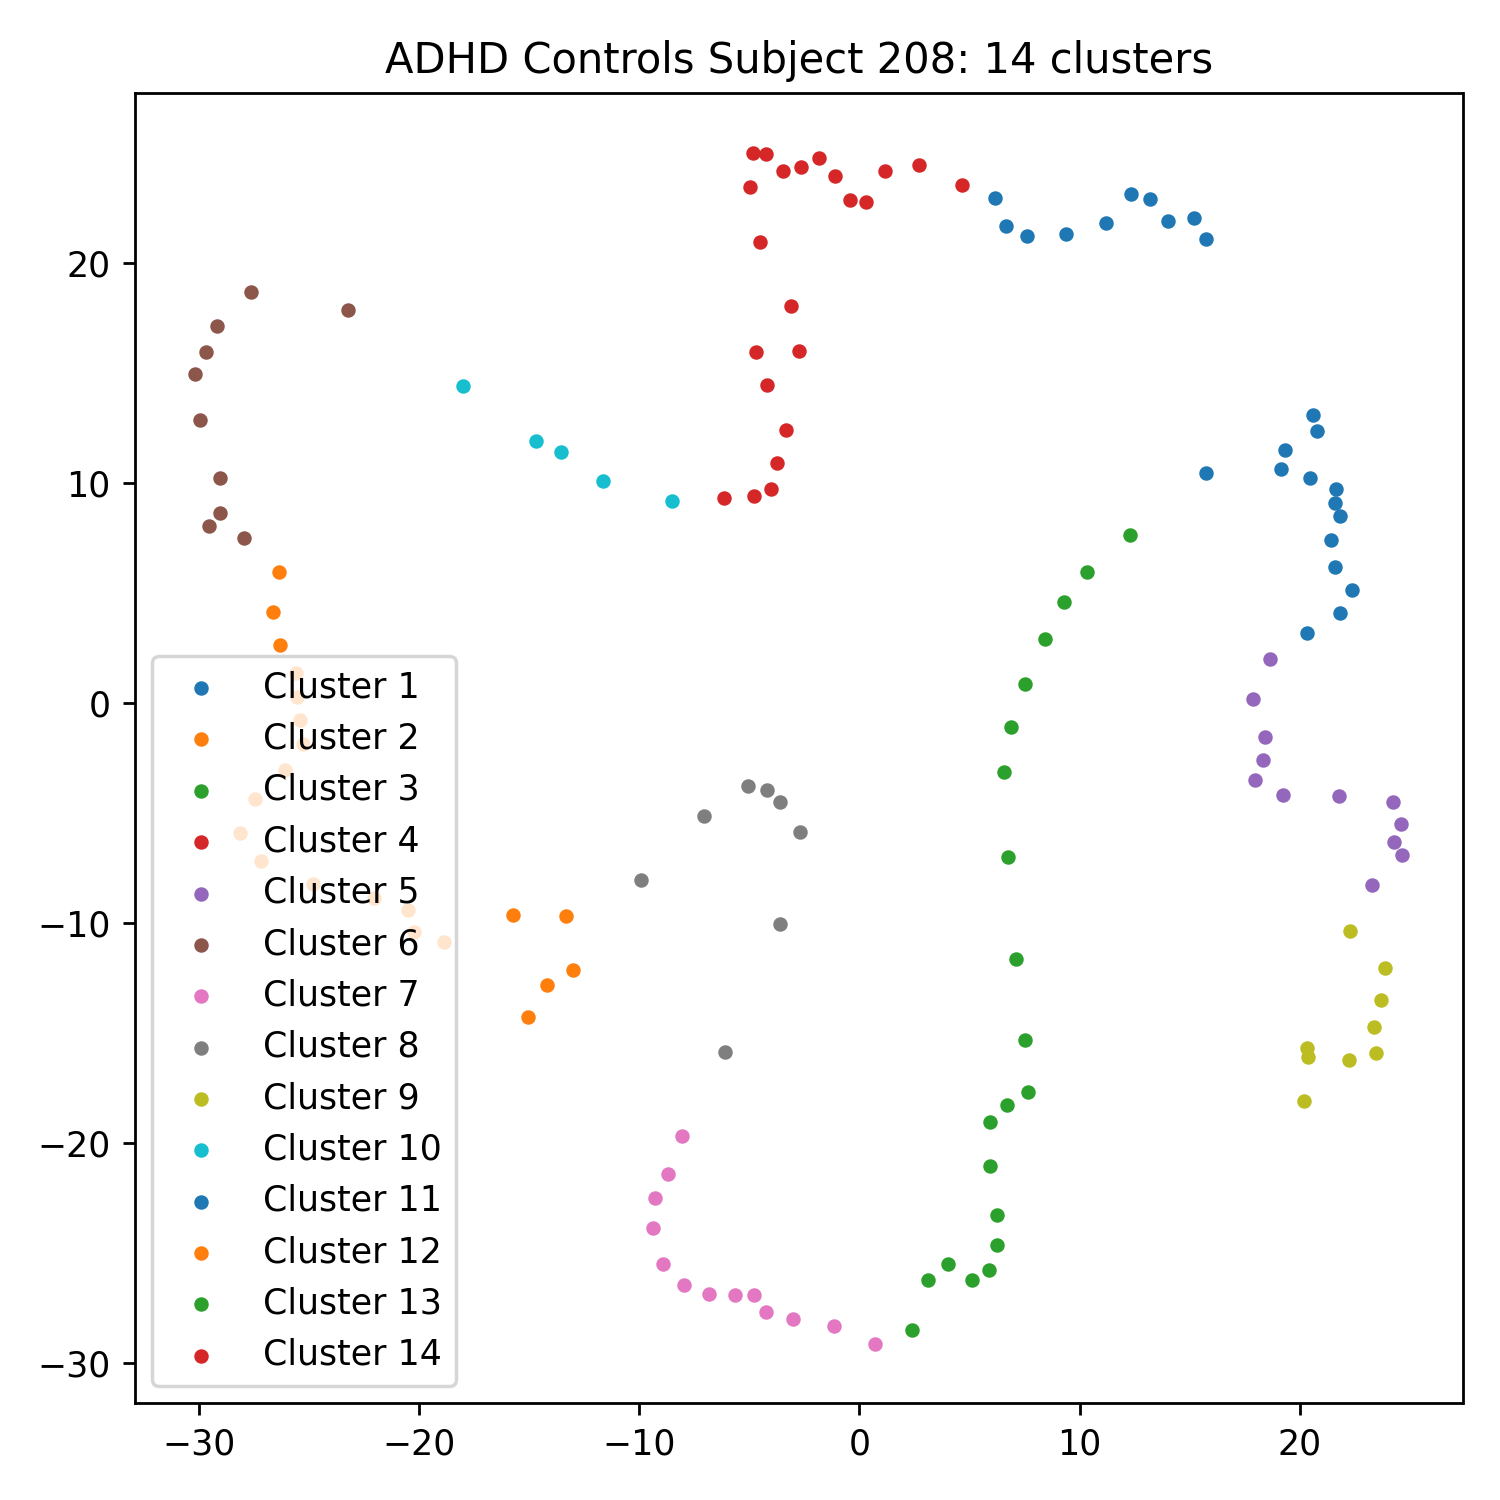 ADHD Controls Subject 208: 14 clusters
20
10
0
−10
−20
−30
Cluster 1
Cluster 2
Cluster 3
Cluster 4
Cluster 5
Cluster 6
Cluster 7
Cluster 8
Cluster 9
Cluster 10
Cluster 11
Cluster 12
Cluster 13
Cluster 14
−30 −20 −10 0 10 20